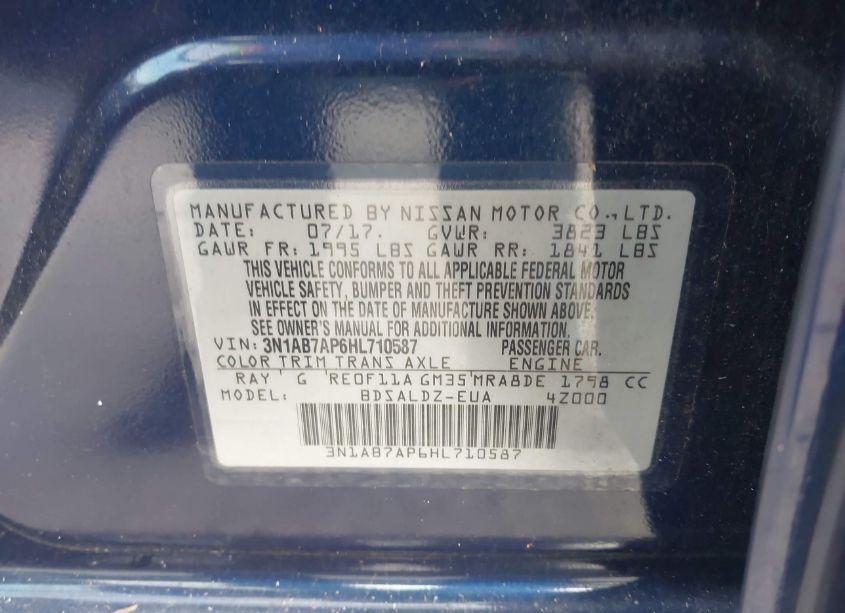 MANUFACTURED BY NISSAN MOTOR CO., LTD.
DATE: 07/17. GVWR: 3823 LBS
GAWR FR: 1995 LBS GAWR RR: 1841 LBS
THIS VEHICLE CONFORMS TO ALL APPLICABLE FEDERAL MOTOR
VEHICLE SAFETY, BUMPER AND THEFT PREVENTION STANDARDS
IN EFFECT ON THE DATE OF MANUFACTURE SHOWN ABOVE.
SEE OWNER'S MANUAL FOR ADDITIONAL INFORMATION.
VIN: 3N1AB7AP6HL710587 PASSENGER CAR.
COLOR TRIM TRANS AXLE ENGINE
RAY G RE0F11A GM35 MRA8DE 1798 CC
MODEL: BDSALDZ-EUA 4Z000
3N1AB7AP6HL710587